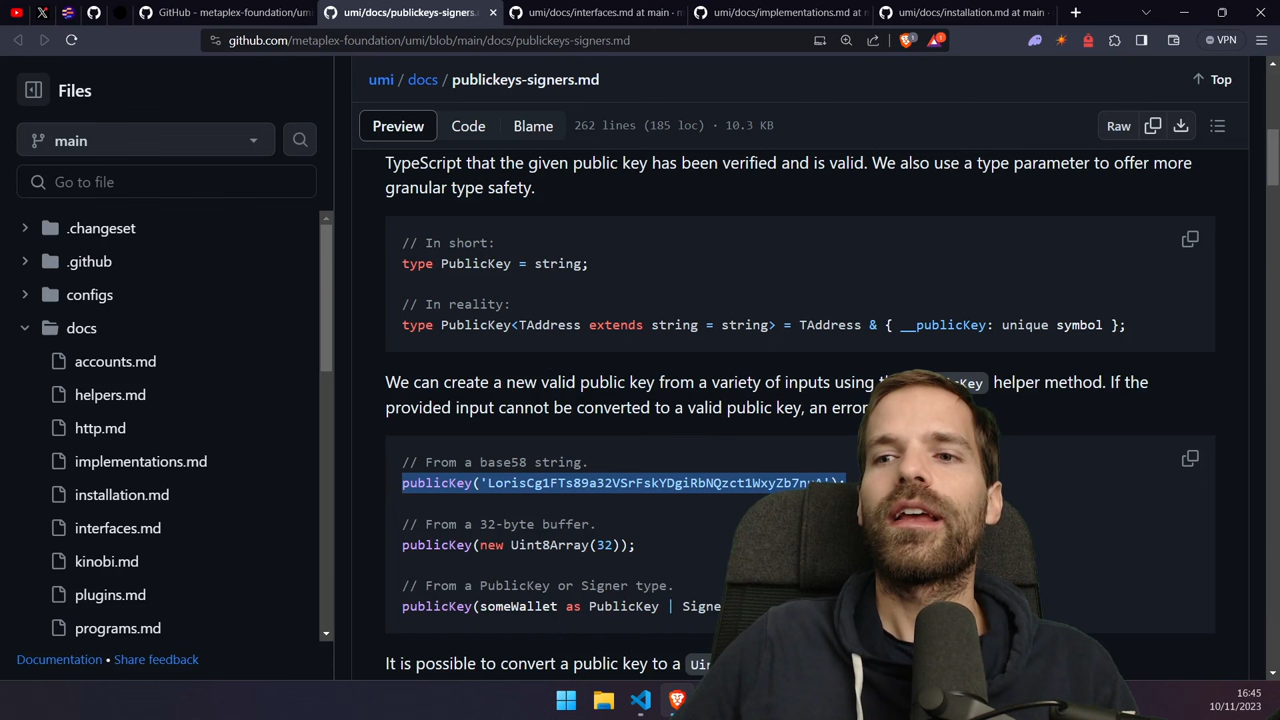 GitHub - metaplex-foundation/um
umi/docs/publickeys-signers.
umi/docs/interfaces.md at main · m
umi/docs/implementations.md at m
umi/docs/installation.md at main ·
github.com/metaplex-foundation/umi/blob/main/docs/publickeys-signers.md
1
1
VPN
Files
main
Go to file
.changeset
.github
configs
docs
accounts.md
helpers.md
http.md
implementations.md
installation.md
interfaces.md
kinobi.md
plugins.md
programs.md
Documentation • Share feedback
umi / docs / publickeys-signers.md
Top
Preview
Code
Blame
262 lines (185 loc) · 10.3 KB
Raw
TypeScript that the given public key has been verified and is valid. We also use a type parameter to offer more
granular type safety.
// In short:
type PublicKey = string;
// In reality:
type PublicKey<TAddress extends string = string> = TAddress & { __publicKey: unique symbol };
We can create a new valid public key from a variety of inputs using Key helper method. If the
provided input cannot be converted to a valid public key, an error
// From a base58 string.
publicKey('LorisCg1FTs89a32VSrFskYDgiRbNQzct1WxyZb7nuA');
// From a 32-byte buffer.
publicKey(new Uint8Array(32));
// From a PublicKey or Signer type.
publicKey(someWallet as PublicKey | Signe
It is possible to convert a public key to a Uin
16:45
10/11/2023